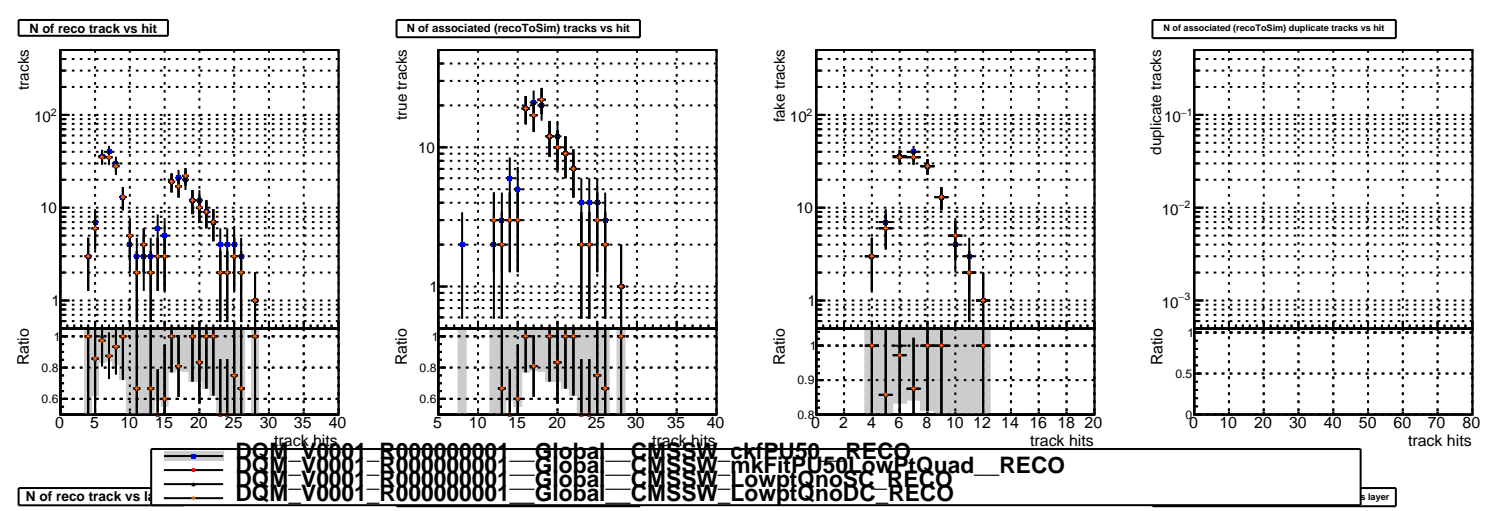 N of reco track vs hit
N of associated (recoToSim) tracks vs hit
N of associated (recoToSim) duplicate tracks vs hit
tracks
10²
10
1
Ratio
1
0.8
0.6
0 5 10 15 20 25 30 35 40
track hits
true tracks
10
1
Ratio
1
0.8
0.6
5 10 15 20 25 30 35 40
track hits
fake tracks
10²
10
1
Ratio
1
0.9
0.8
0 2 4 6 8 10 12 14 16 18 20
track hits
duplicate tracks
10⁻¹
10⁻²
10⁻³
Ratio
1
0.5
0
0 10 20 30 40 50 60 70 80
track hits
DQM_V0001_R000000001__Global__CMSSW_ckfPU50__RECO
DQM_V0001_R000000001__Global__CMSSW_mkFitPU50LowPtQuad__RECO
DQM_V0001_R000000001__Global__CMSSW_LowptQnoSC_RECO
DQM_V0001_R000000001__Global__CMSSW_LowptQnoDC_RECO
N of reco track vs la
s layer